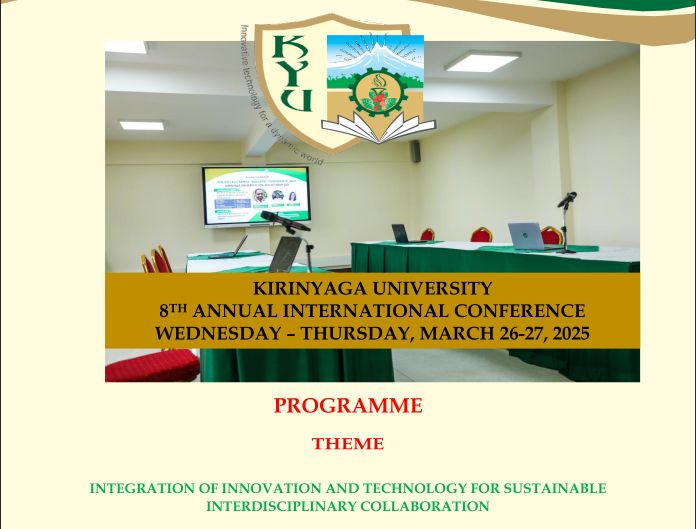 KYU
Innovative technology for a dynamic world
KIRINYAGA UNIVERSITY
8TH ANNUAL INTERNATIONAL CONFERENCE
WEDNESDAY – THURSDAY, MARCH 26-27, 2025
PROGRAMME
THEME
INTEGRATION OF INNOVATION AND TECHNOLOGY FOR SUSTAINABLE
INTERDISCIPLINARY COLLABORATION